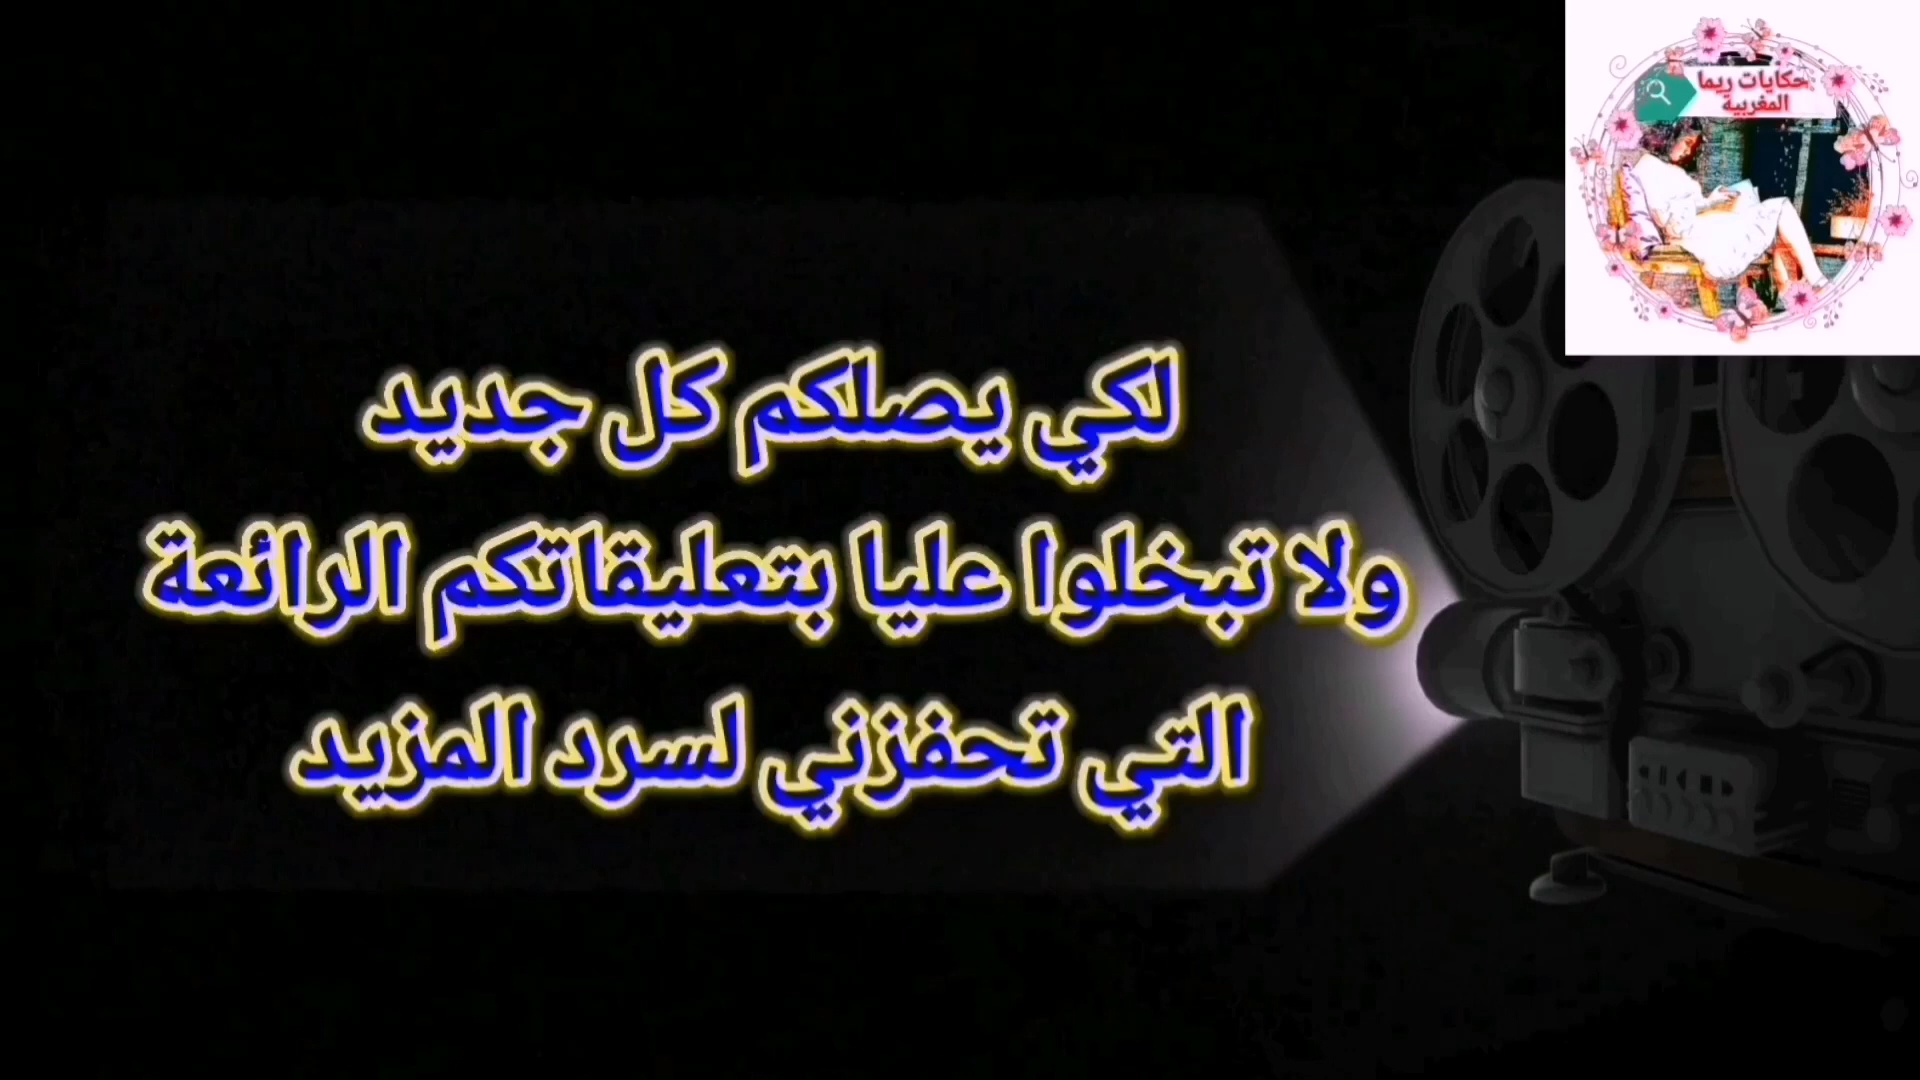 حكايات ريما
المغربية
لكي يصلكم كل جديد
ولا تبخلوا عليا بتعليقاتكم الرائعة
التي تحفزني لسرد المزيد